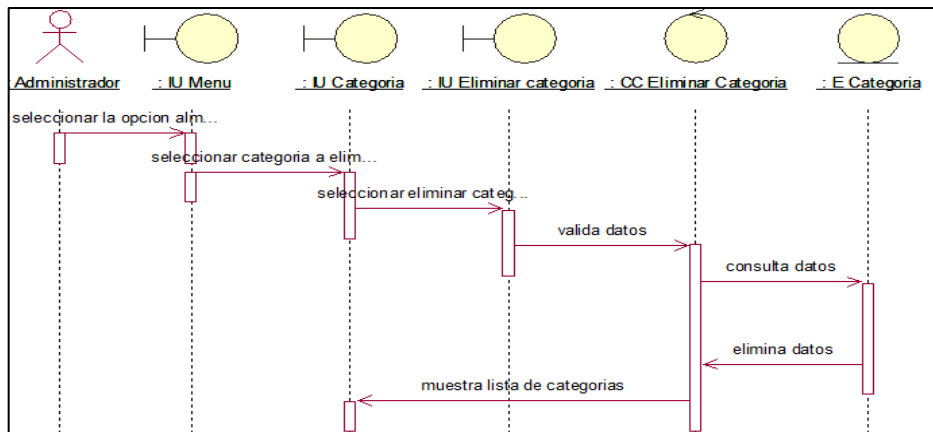 : Administrador
: IU Menu
: IU Categoria
: IU Eliminar categoria
: CC Eliminar Categoria
: E Categoria
seleccionar la opcion alm...
seleccionar categoria a elim...
seleccionar eliminar categ...
valida datos
consulta datos
elimina datos
muestra lista de categorias